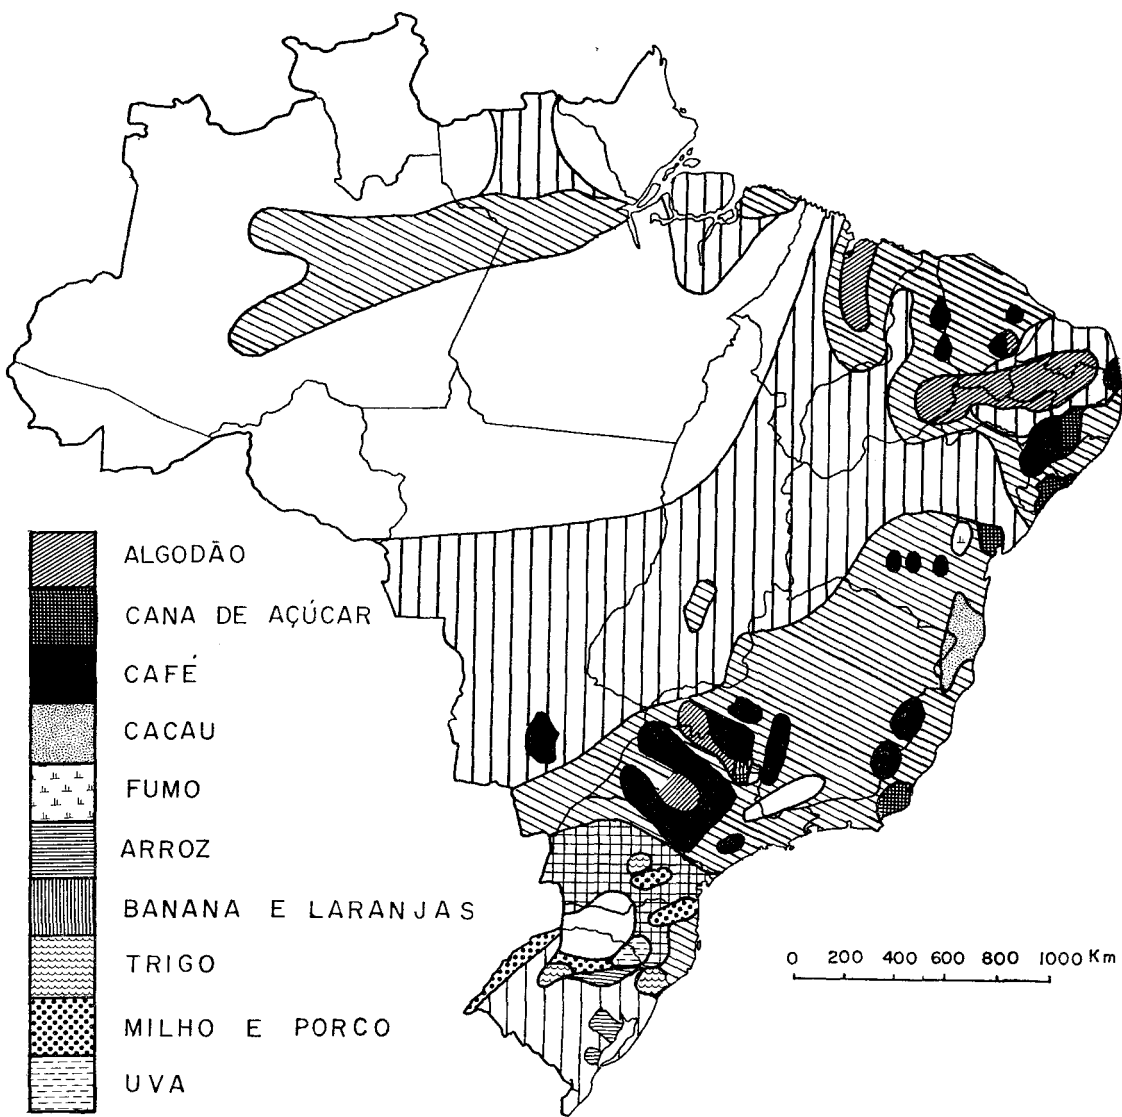 ALGODÃO
CANA DE AÇÚCAR
CAFÉ
CACAU
FUMO
ARROZ
BANANA E LARANJAS
TRIGO
MILHO E PORCO
UVA
0 200 400 600 800 1000 Km